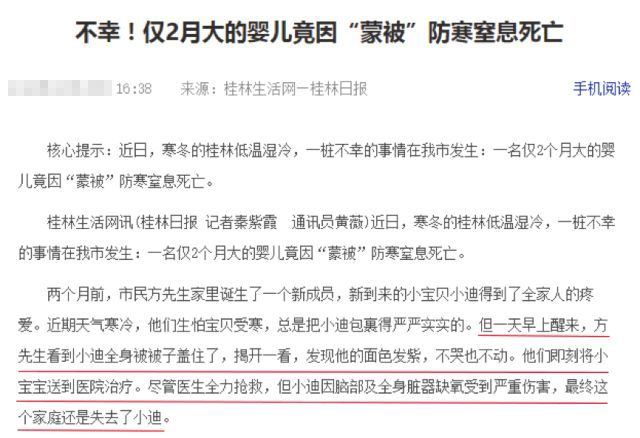 不幸！仅2月大的婴儿竟因“蒙被”防寒窒息死亡
16:38 来源：桂林生活网—桂林日报 手机阅读
核心提示：近日，寒冬的桂林低温湿冷，一桩不幸的事情在我市发生：一名仅2个月大的婴
儿竟因“蒙被”防寒窒息死亡。
桂林生活网讯(桂林日报 记者秦紫霞 通讯员黄薇)近日，寒冬的桂林低温湿冷，一桩不幸
的事情在我市发生：一名仅2个月大的婴儿竟因“蒙被”防寒窒息死亡。
两个月前，市民方先生家里诞生了一个新成员，新到来的小宝贝小迪得到了全家人的疼
爱。近期天气寒冷，他们生怕宝贝受寒，总是把小迪包裹得严严实实的。但一天早上醒来，方
先生看到小迪全身被被子盖住了，揭开一看，发现他的面色发紫，不哭也不动。他们即刻将小
宝宝送到医院治疗。尽管医生全力抢救，但小迪因脑部及全身脏器缺氧受到严重伤害，最终这
个家庭还是失去了小迪。